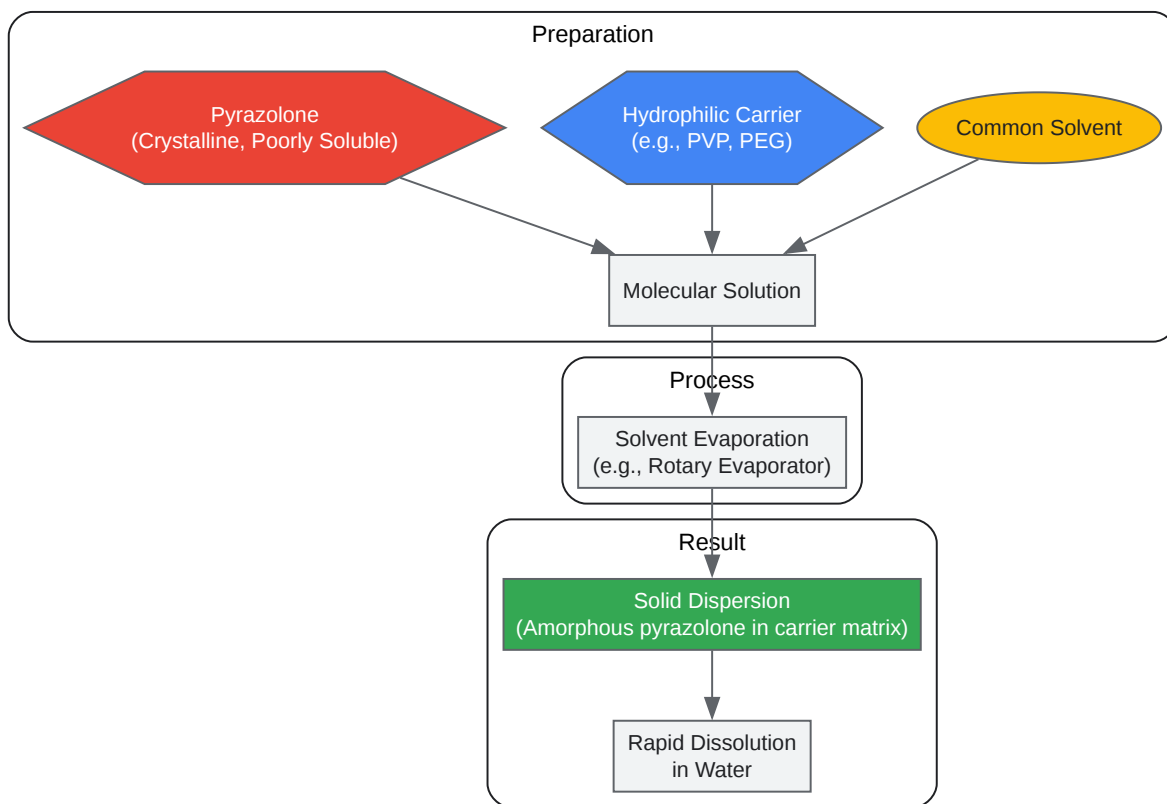 Preparation
Pyrazolone
(Crystalline, Poorly Soluble)
Hydrophilic Carrier
(e.g., PVP, PEG)
Common Solvent
Molecular Solution
Process
Solvent Evaporation
(e.g., Rotary Evaporator)
Result
Solid Dispersion
(Amorphous pyrazolone in carrier matrix)
Rapid Dissolution
in Water